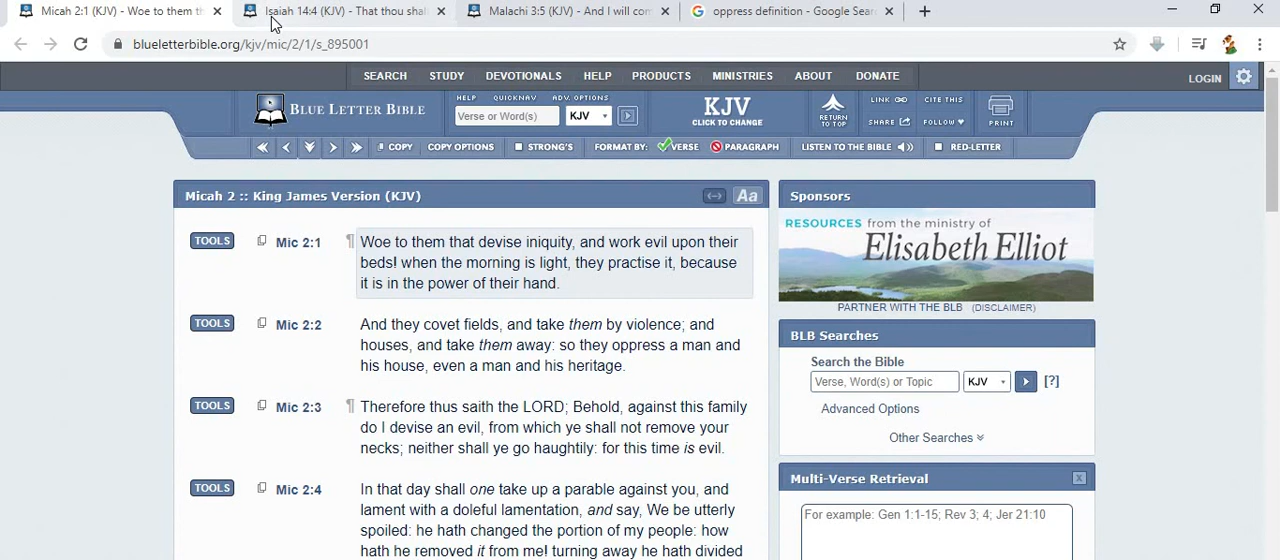 Micah 2:1 (KJV) - Woe to them th
Isaiah 14:4 (KJV) - That thou shal
Malachi 3:5 (KJV) - And I will com
oppress definition - Google Sear
blueletterbible.org/kjv/mic/2/1/s_895001
SEARCH STUDY DEVOTIONALS HELP PRODUCTS MINISTRIES ABOUT DONATE
LOGIN
BLUE LETTER BIBLE
HELP QUICKNAV ADV. OPTIONS
Verse or Word(s) KJV
KJV
CLICK TO CHANGE
RETURN
TO TOP
LINK CITE THIS
SHARE FOLLOW
PRINT
COPY COPY OPTIONS STRONG'S FORMAT BY: VERSE PARAGRAPH LISTEN TO THE BIBLE RED-LETTER
Micah 2 :: King James Version (KJV)
Aa
TOOLS Mic 2:1 ¶ Woe to them that devise iniquity, and work evil upon their
beds! when the morning is light, they practise it, because
it is in the power of their hand.
TOOLS Mic 2:2 And they covet fields, and take them by violence; and
houses, and take them away: so they oppress a man and
his house, even a man and his heritage.
TOOLS Mic 2:3 ¶ Therefore thus saith the LORD; Behold, against this family
do I devise an evil, from which ye shall not remove your
necks; neither shall ye go haughtily: for this time is evil.
TOOLS Mic 2:4 In that day shall one take up a parable against you, and
lament with a doleful lamentation, and say, We be utterly
spoiled: he hath changed the portion of my people: how
hath he removed it from me! turning away he hath divided
Sponsors
RESOURCES from the ministry of
Elisabeth Elliot
PARTNER WITH THE BLB (DISCLAIMER)
BLB Searches
Search the Bible
Verse, Word(s) or Topic KJV [?]
Advanced Options
Other Searches
Multi-Verse Retrieval x
For example: Gen 1:1-15; Rev 3; 4; Jer 21:10